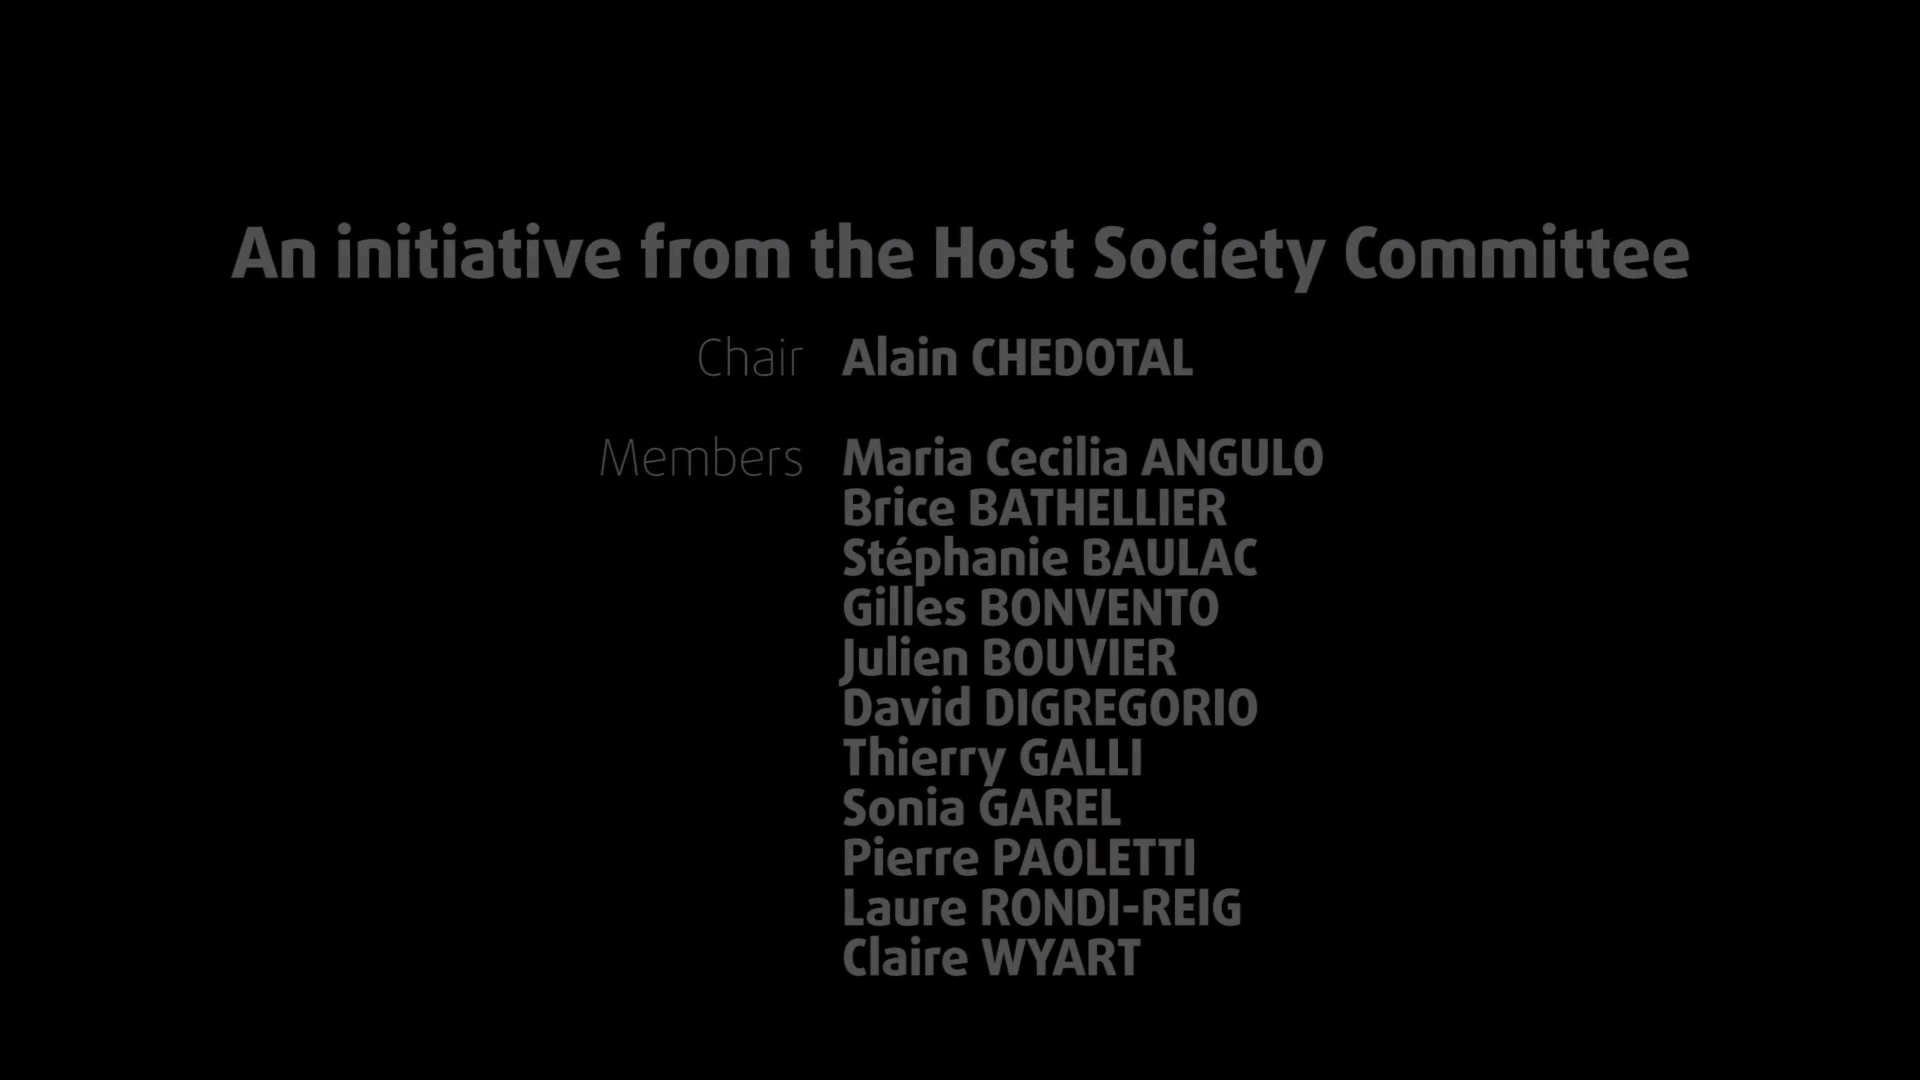 An initiative from the Host Society Committee
Chair Alain CHEDOTAL
Members Maria Cecilia ANGULO
Brice BATHELLIER
Stéphanie BAULAC
Gilles BONVENTO
Julien BOUVIER
David DIGREGORIO
Thierry GALLI
Sonia GAREL
Pierre PAOLETTI
Laure RONDI-REIG
Claire WYART